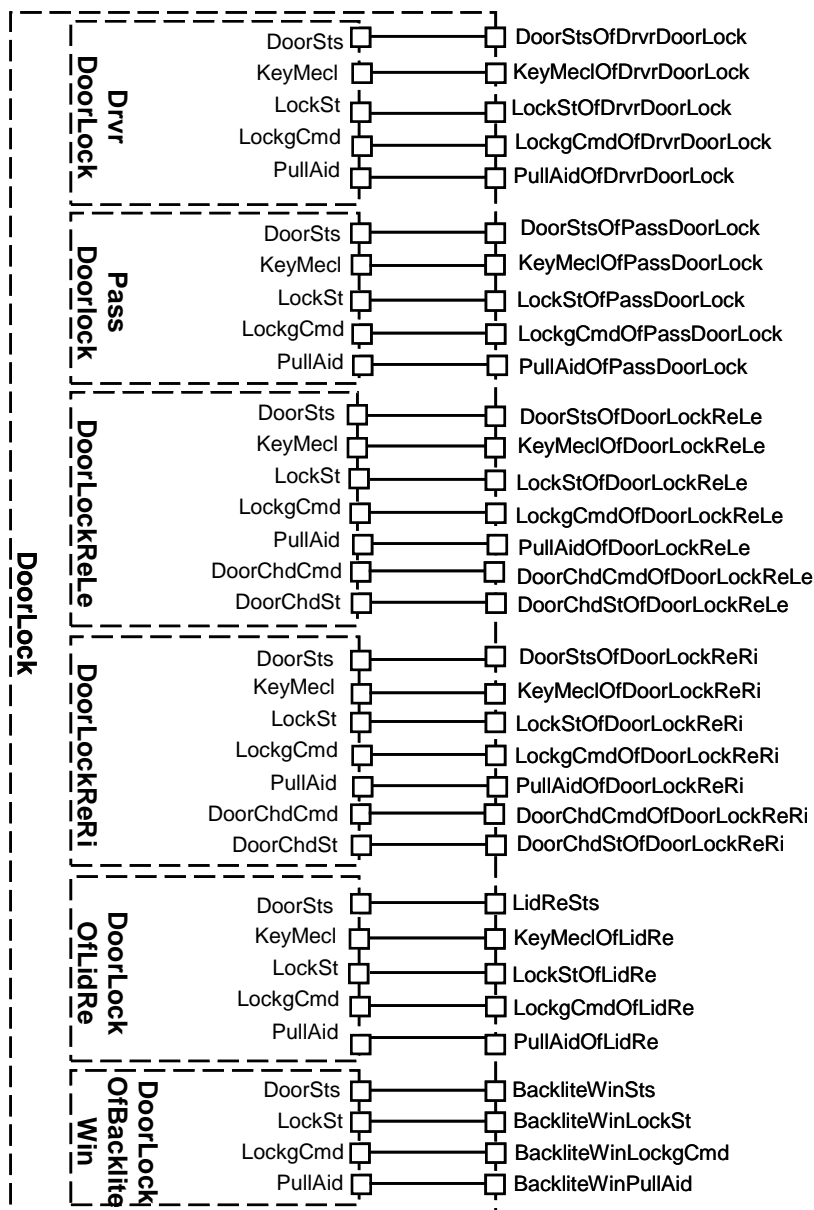 DoorLock
Drvr
DoorLock
DoorSts
DoorStsOfDrvrDoorLock
KeyMecl
KeyMeclOfDrvrDoorLock
LockSt
LockStOfDrvrDoorLock
LockgCmd
LockgCmdOfDrvrDoorLock
PullAid
PullAidOfDrvrDoorLock
Pass
Doorlock
DoorSts
DoorStsOfPassDoorLock
KeyMecl
KeyMeclOfPassDoorLock
LockSt
LockStOfPassDoorLock
LockgCmd
LockgCmdOfPassDoorLock
PullAid
PullAidOfPassDoorLock
DoorLockReLe
DoorSts
DoorStsOfDoorLockReLe
KeyMecl
KeyMeclOfDoorLockReLe
LockSt
LockStOfDoorLockReLe
LockgCmd
LockgCmdOfDoorLockReLe
PullAid
PullAidOfDoorLockReLe
DoorChdCmd
DoorChdCmdOfDoorLockReLe
DoorChdSt
DoorChdStOfDoorLockReLe
DoorLockReRi
DoorSts
DoorStsOfDoorLockReRi
KeyMecl
KeyMeclOfDoorLockReRi
LockSt
LockStOfDoorLockReRi
LockgCmd
LockgCmdOfDoorLockReRi
PullAid
PullAidOfDoorLockReRi
DoorChdCmd
DoorChdCmdOfDoorLockReRi
DoorChdSt
DoorChdStOfDoorLockReRi
DoorLock
OfLidRe
DoorSts
LidReSts
KeyMecl
KeyMeclOfLidRe
LockSt
LockStOfLidRe
LockgCmd
LockgCmdOfLidRe
PullAid
PullAidOfLidRe
DoorLock
OfBacklite
Win
DoorSts
BackliteWinSts
LockSt
BackliteWinLockSt
LockgCmd
BackliteWinLockgCmd
PullAid
BackliteWinPullAid